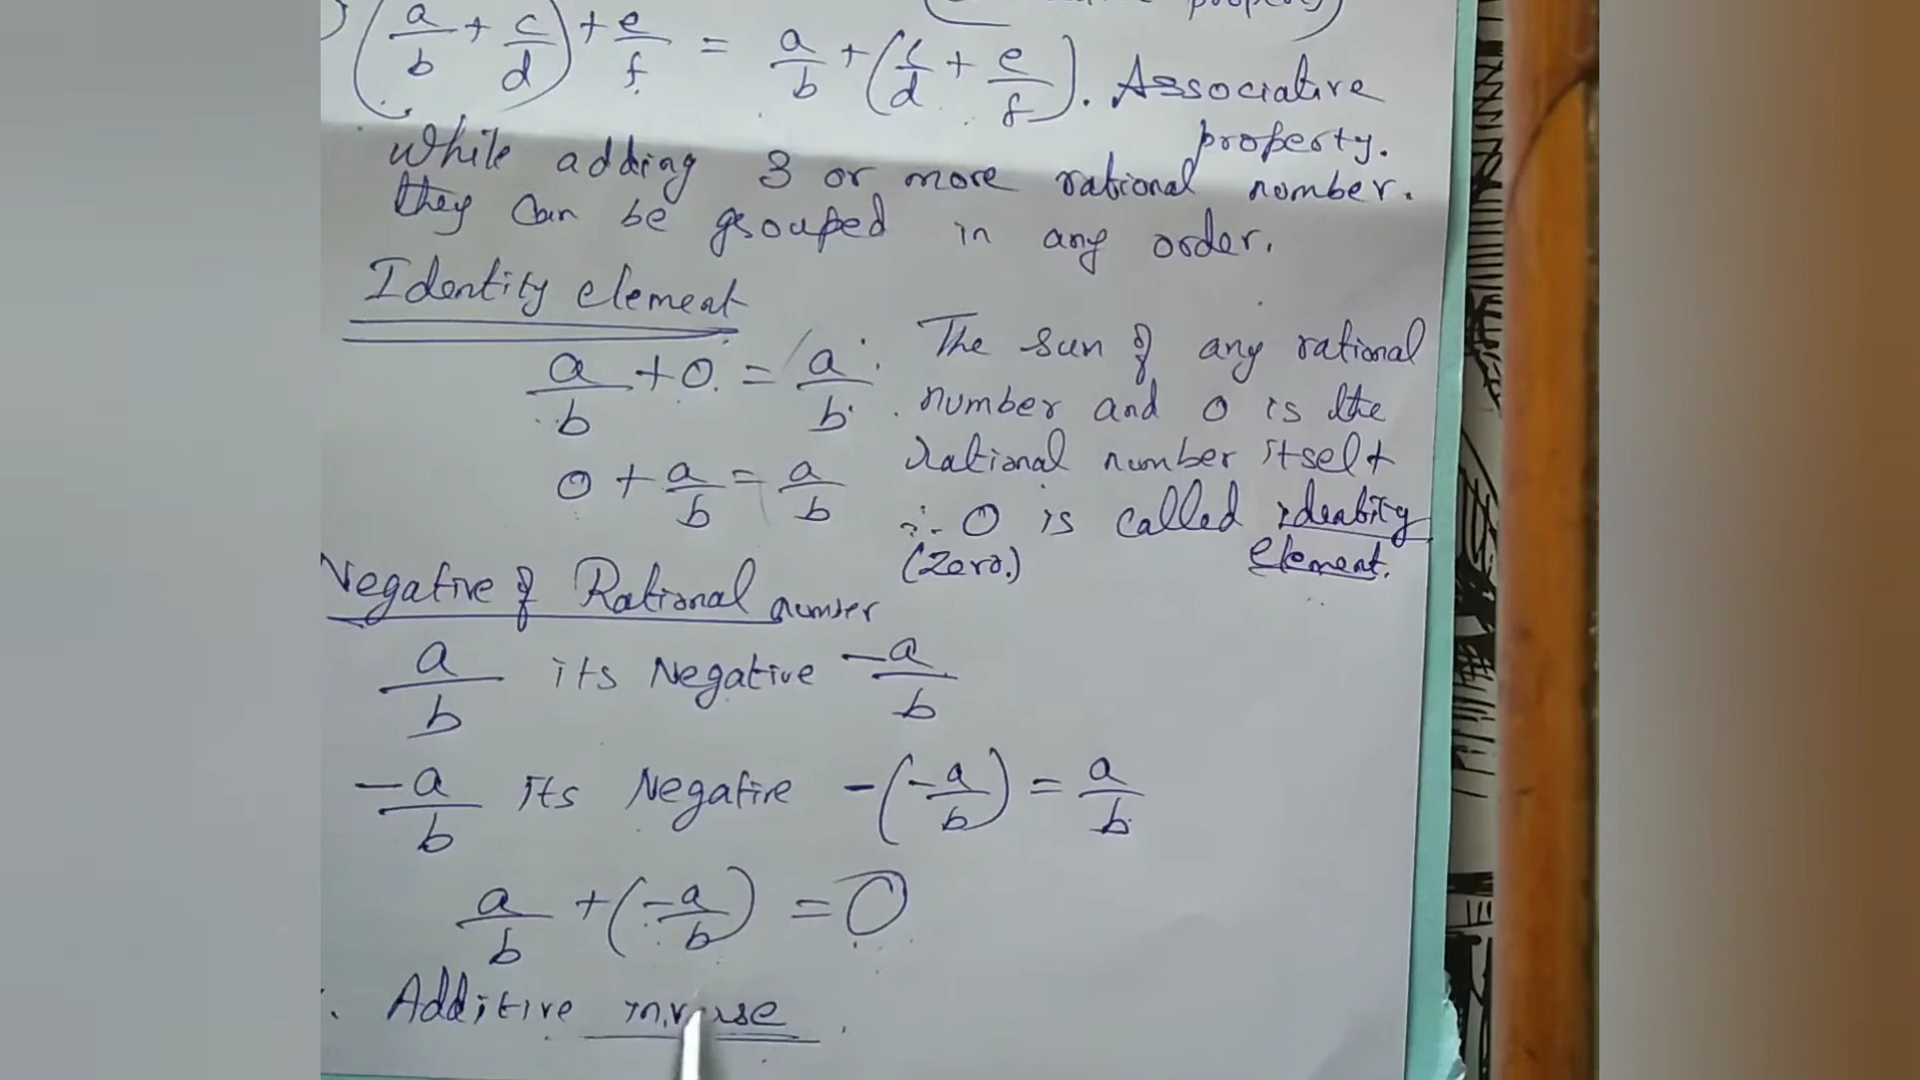 property)
(a/b + c/d) + e/f = a/b + (c/d + e/f). Associative
property.
While adding 3 or more rational number.
they can be grouped in any order.
Identity element
a/b + 0 = a/b. The sum of any rational
number and 0 is the
0 + a/b = a/b rational number itself
∴ 0 is called identity
(Zero.) element.
Negative of Rational number
a/b its Negative -a/b
-a/b its Negative -(-a/b) = a/b
a/b + (-a/b) = 0
Additive inverse